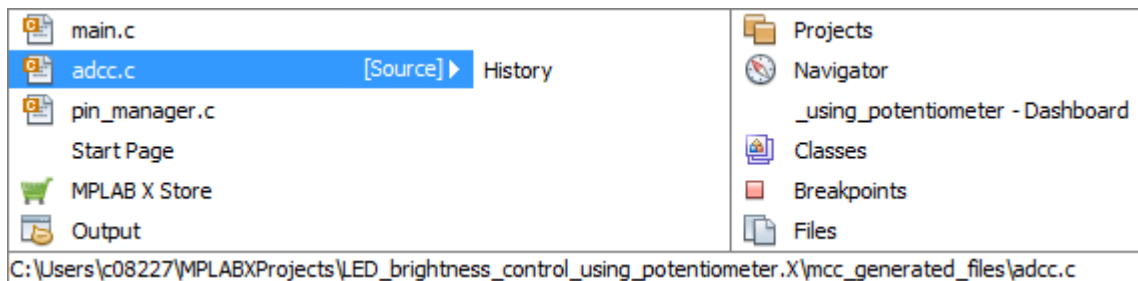 main.c
adcc.c [Source] History
pin_manager.c
Start Page
MPLAB X Store
Output
Projects
Navigator
_using_potentiometer - Dashboard
Classes
Breakpoints
Files
C:\Users\c08227\MPLABXProjects\LED_brightness_control_using_potentiometer.X\mcc_generated_files\adcc.c